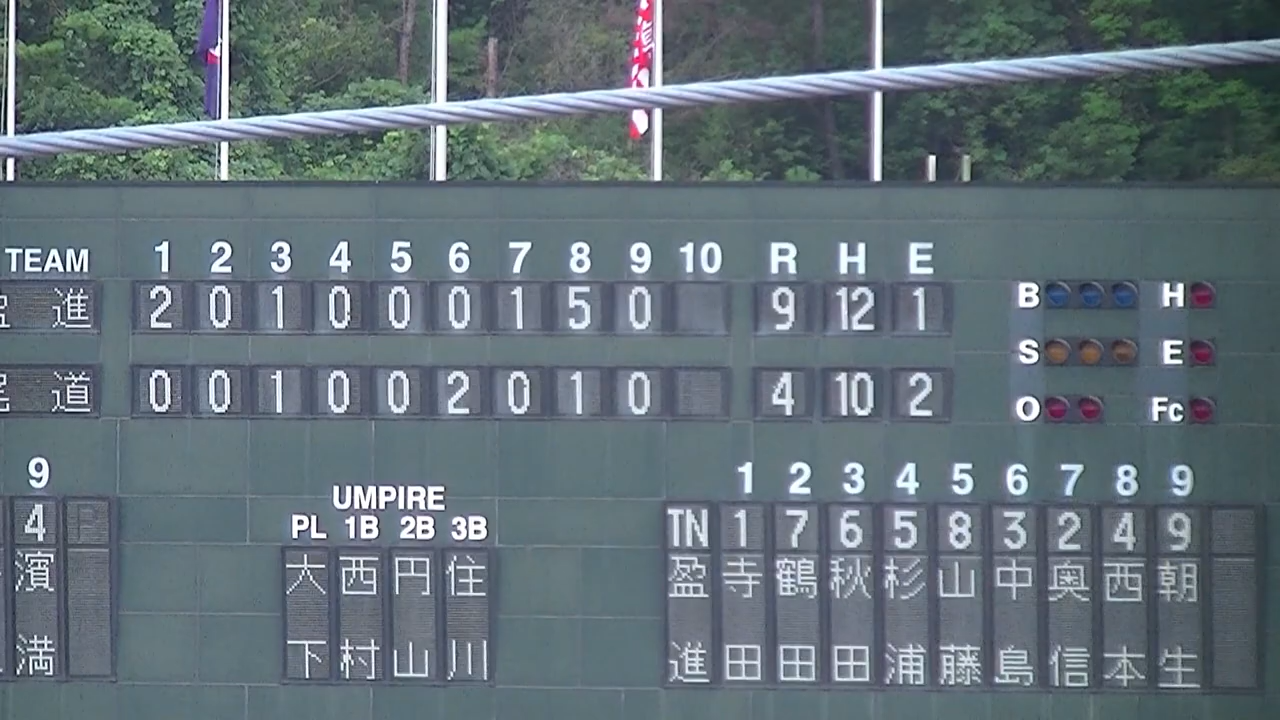 TEAM 1 2 3 4 5 6 7 8 9 10 R H E
盈進 2 0 1 0 0 0 1 5 0 9 12 1
尾道 0 0 1 0 0 2 0 1 0 4 10 2
B H
S E
O Fc
9
4
濱
満
UMPIRE
PL 1B 2B 3B
大 西 円 住
下 村 山 川
1 2 3 4 5 6 7 8 9
TN 1 7 6 5 8 3 2 4 9
盈 寺 鶴 秋 杉 山 中 奥 西 朝
進 田 田 田 浦 藤 島 信 本 生